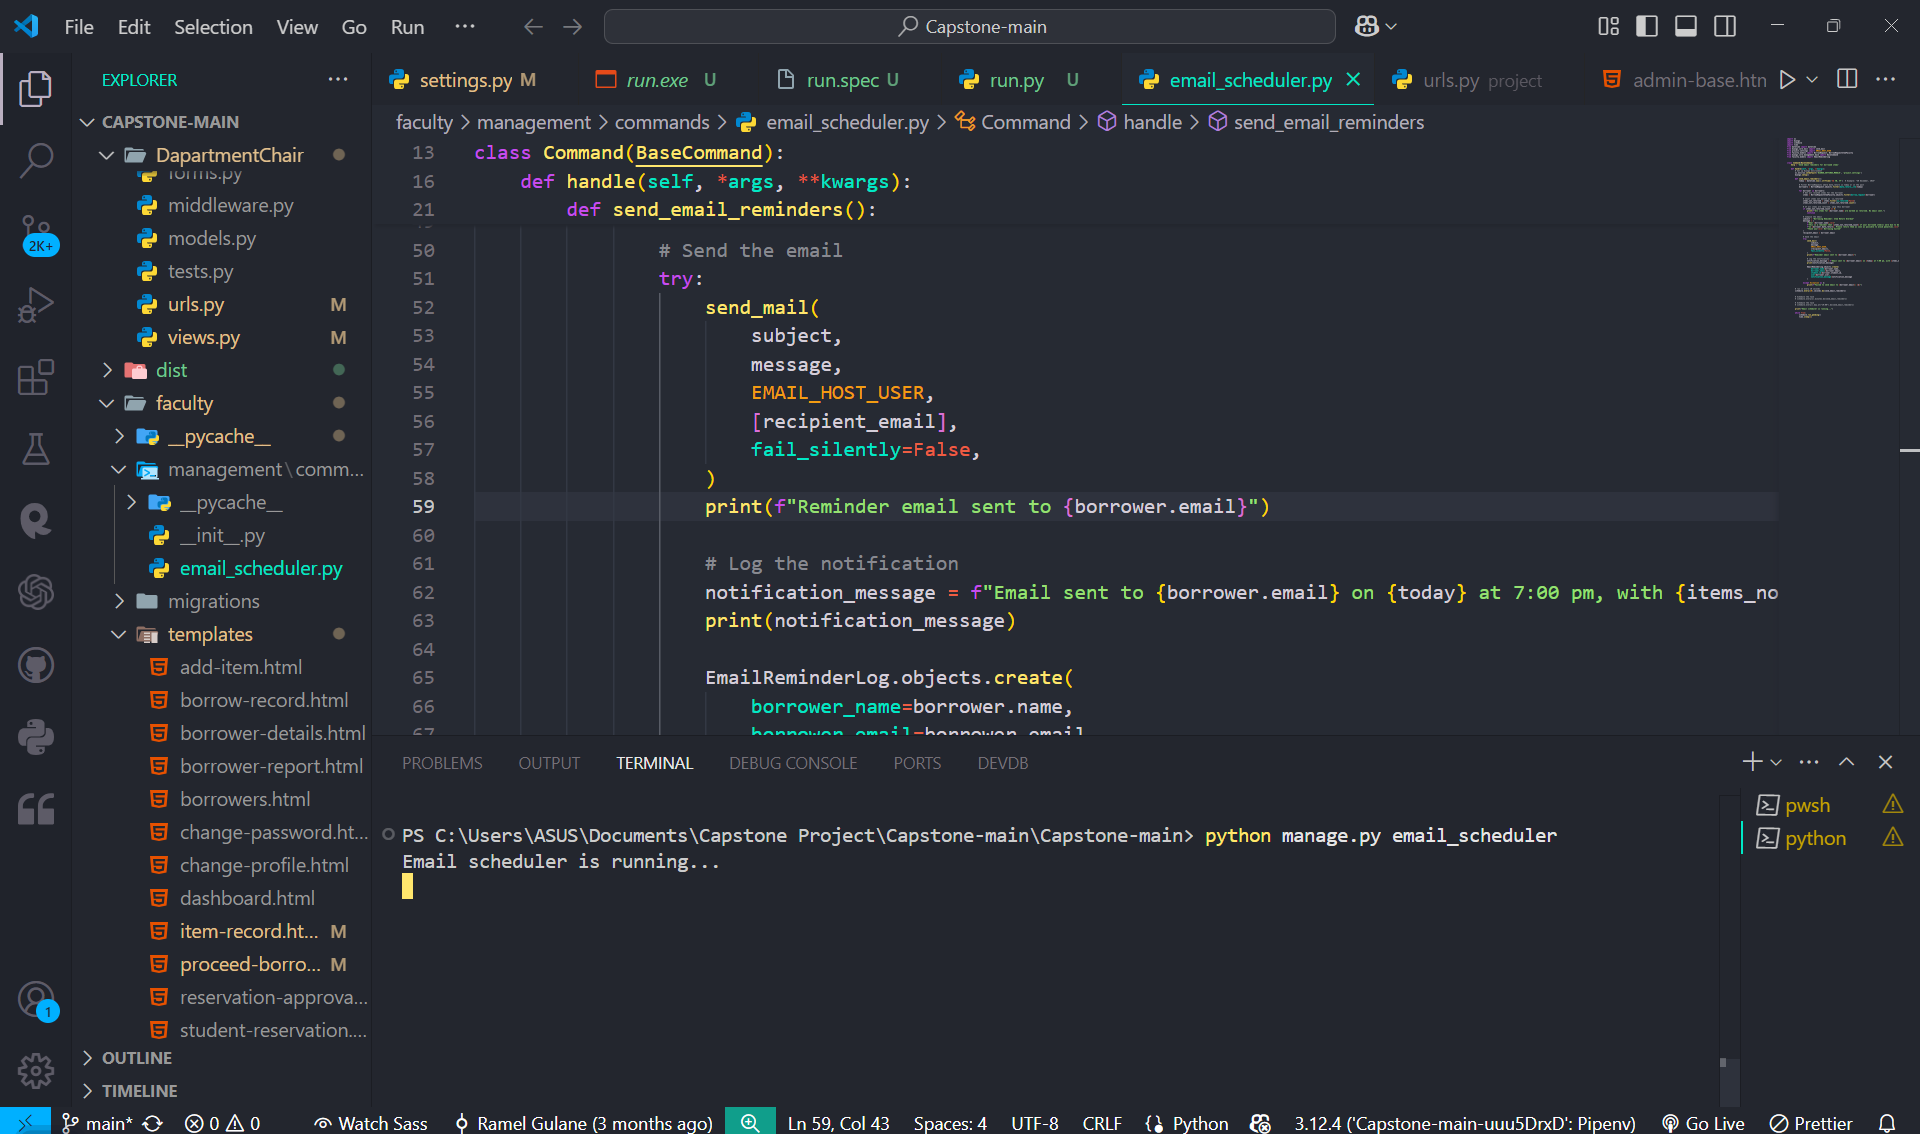 File Edit Selection View Go Run ··· Capstone-main
EXPLORER ···
CAPSTONE-MAIN
DapartmentChair
forms.py
middleware.py
models.py
tests.py
urls.py M
views.py M
dist
faculty
__pycache__
management\comm...
__pycache__
__init__.py
email_scheduler.py
migrations
templates
add-item.html
borrow-record.html
borrower-details.html
borrower-report.html
borrowers.html
change-password.ht...
change-profile.html
dashboard.html
item-record.ht... M
proceed-borro... M
reservation-approva...
student-reservation....
OUTLINE
TIMELINE
2K+
1
settings.py M run.exe U run.spec U run.py U email_scheduler.py urls.py project admin-base.htn
faculty > management > commands > email_scheduler.py > Command > handle > send_email_reminders
13 class Command(BaseCommand):
16 def handle(self, *args, **kwargs):
21 def send_email_reminders():
50 # Send the email
51 try:
52 send_mail(
53 subject,
54 message,
55 EMAIL_HOST_USER,
56 [recipient_email],
57 fail_silently=False,
58 )
59 print(f"Reminder email sent to {borrower.email}")
60
61 # Log the notification
62 notification_message = f"Email sent to {borrower.email} on {today} at 7:00 pm, with {items_no
63 print(notification_message)
64
65 EmailReminderLog.objects.create(
66 borrower_name=borrower.name,
67 borrower_email=borrower.email
PROBLEMS OUTPUT TERMINAL DEBUG CONSOLE PORTS DEVDB
PS C:\Users\ASUS\Documents\Capstone Project\Capstone-main\Capstone-main> python manage.py email_scheduler
Email scheduler is running...
pwsh
python
main* 0 0 Watch Sass Ramel Gulane (3 months ago) Ln 59, Col 43 Spaces: 4 UTF-8 CRLF Python 3.12.4 ('Capstone-main-uuu5DrxD': Pipenv) Go Live Prettier